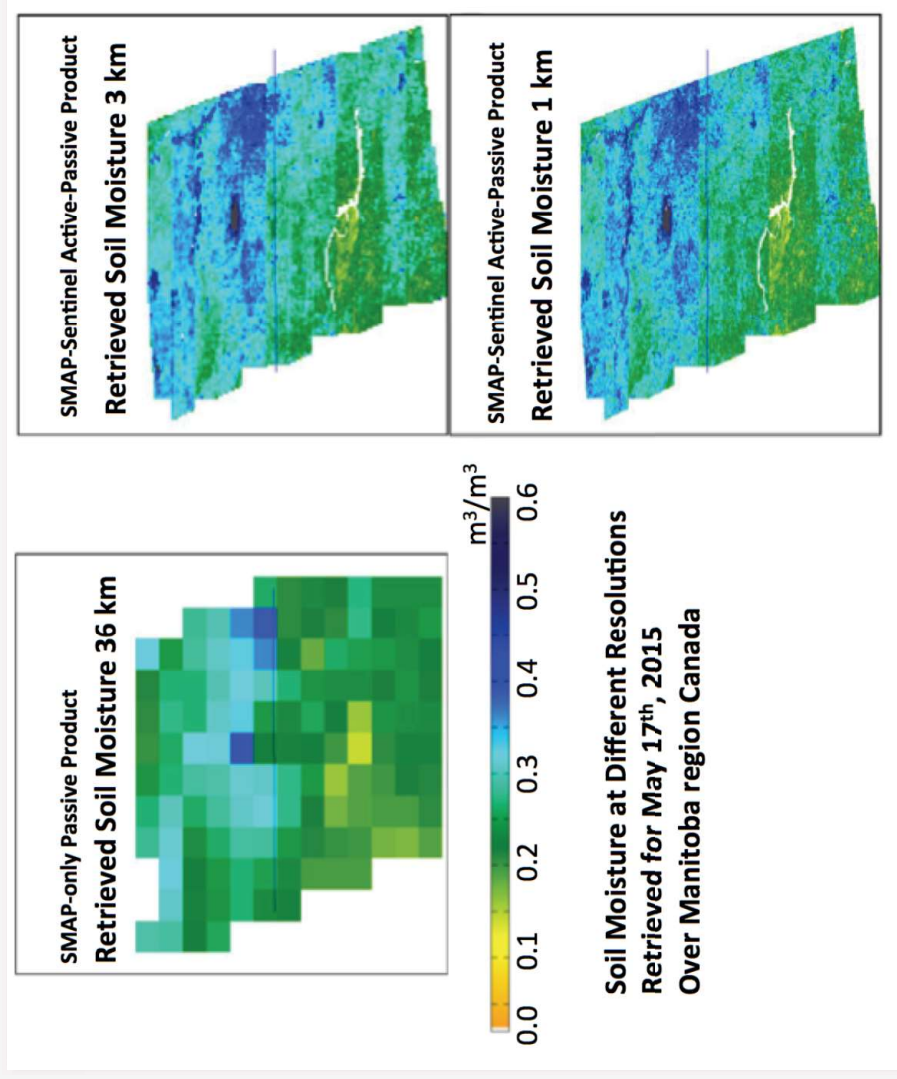 SMAP-only Passive Product
Retrieved Soil Moisture 36 km
SMAP-Sentinel Active-Passive Product
Retrieved Soil Moisture 3 km
m³/m³
0.0 0.1 0.2 0.3 0.4 0.5 0.6
Soil Moisture at Different Resolutions
Retrieved for May 17th, 2015
Over Manitoba region Canada
SMAP-Sentinel Active-Passive Product
Retrieved Soil Moisture 1 km